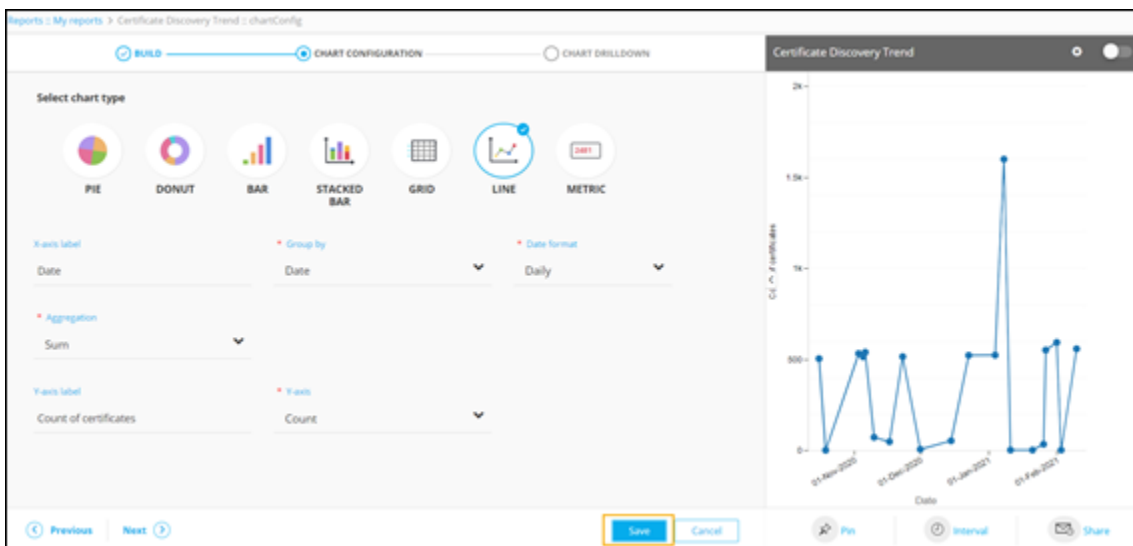 Reports :: My reports > Certificate Discovery Trend :: chartConfig
BUILD
CHART CONFIGURATION
CHART DRILLDOWN
Select chart type
PIE
DONUT
BAR
STACKED
BAR
GRID
LINE
2481
METRIC
X-axis label
* Group by
* Date format
Date
Date
Daily
* Aggregation
Sum
Y-axis label
* Y-axis
Count of certificates
Count
Previous
Next
Save
Cancel
Certificate Discovery Trend
2k
1.5k
1k
500
0
certificates
01-Nov-2020
01-Dec-2020
01-Jan-2021
01-Feb-2021
Date
Pin
Interval
Share